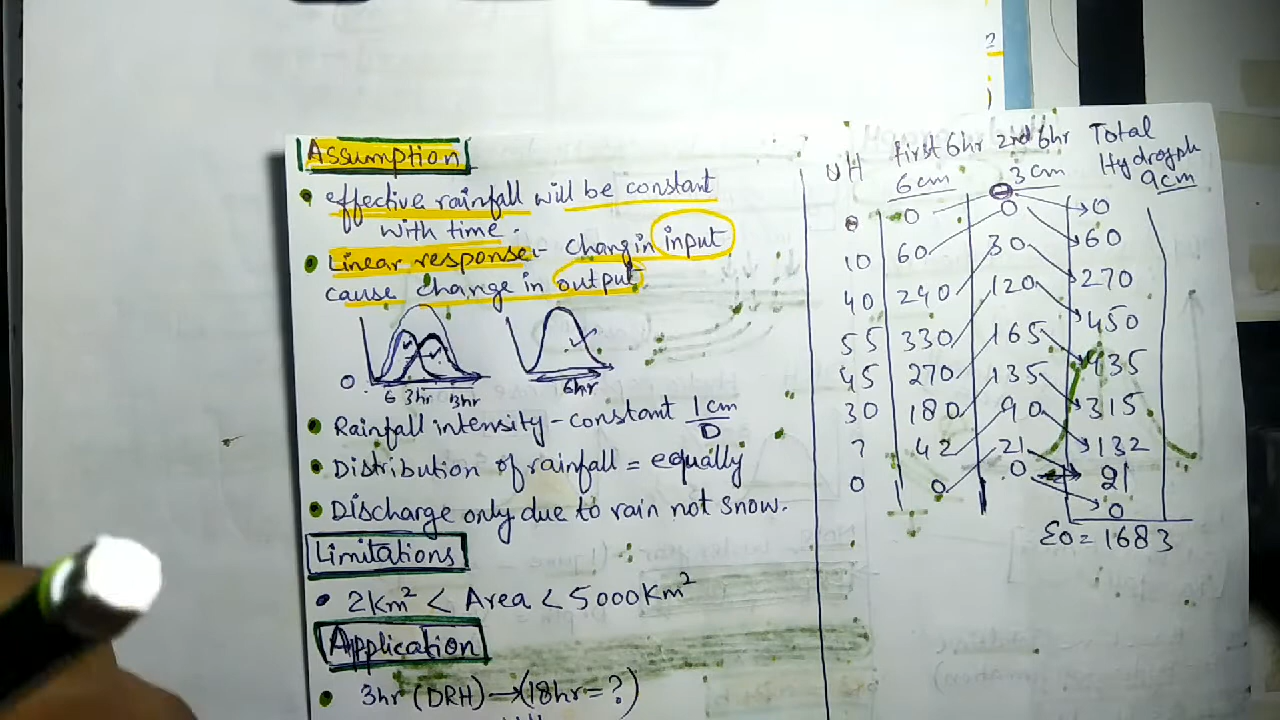 Assumption
• effective rainfall will be constant
with time.
• Linear response:- chang in input
cause change in output
0
6 3hr 3hr
6hr
• Rainfall intensity - constant 1cm
D
• Distribution of rainfall = equally
• Discharge only due to rain not snow.
Limitations
• 2Km² < Area < 5000Km²
Application
• 3hr (DRH) → (18hr = ?)
UH first 6hr 2nd 6hr Total
6cm 3cm Hydrogph
9cm
0 0 0 0
10 60 30 60
40 240 120 270
55 330 165 450
45 270 135 435
30 180 90 315
7 42 21 132
0 0 0 21
0
ΣO = 1683